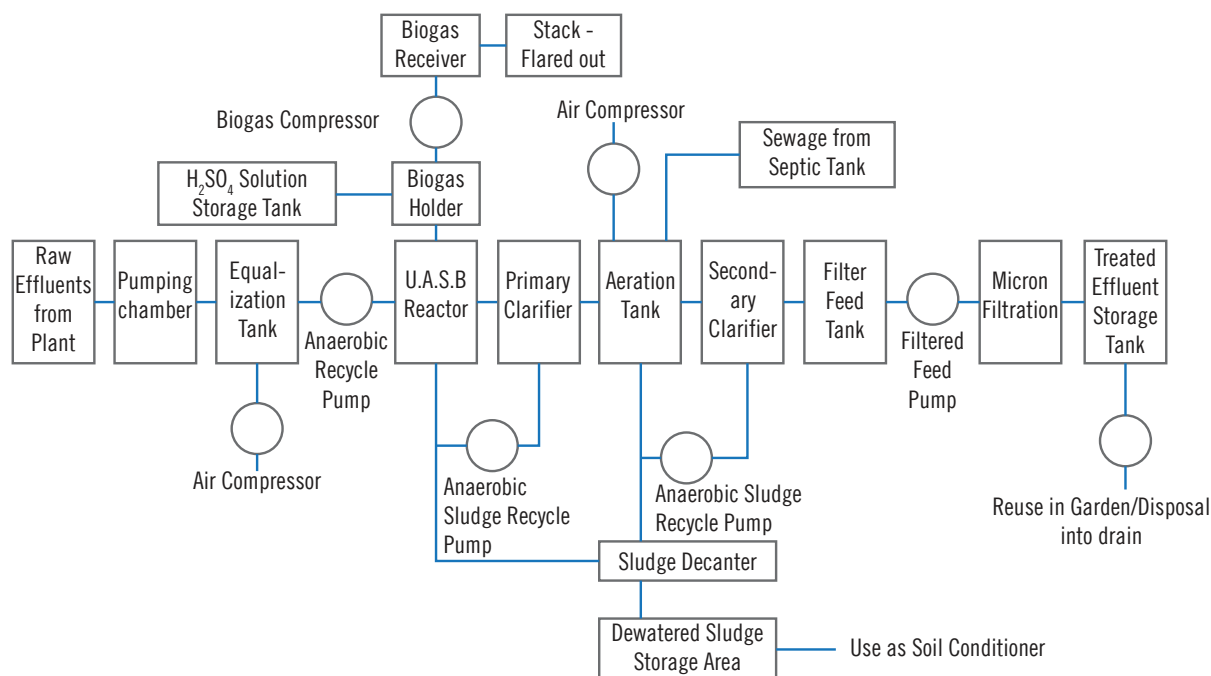 Biogas
Receiver
Stack -
Flared out
Biogas Compressor
Air Compressor
Sewage from
Septic Tank
H₂SO₄ Solution
Storage Tank
Biogas
Holder
Raw
Effluents
from
Plant
Pumping
chamber
Equal-
ization
Tank
Anaerobic
Recycle
Pump
U.A.S.B
Reactor
Primary
Clarifier
Aeration
Tank
Second-
ary
Clarifier
Filter
Feed
Tank
Filtered
Feed
Pump
Micron
Filtration
Treated
Effluent
Storage
Tank
Air Compressor
Anaerobic
Sludge Recycle
Pump
Anaerobic Sludge
Recycle Pump
Reuse in Garden/Disposal
into drain
Sludge Decanter
Dewatered Sludge
Storage Area
Use as Soil Conditioner